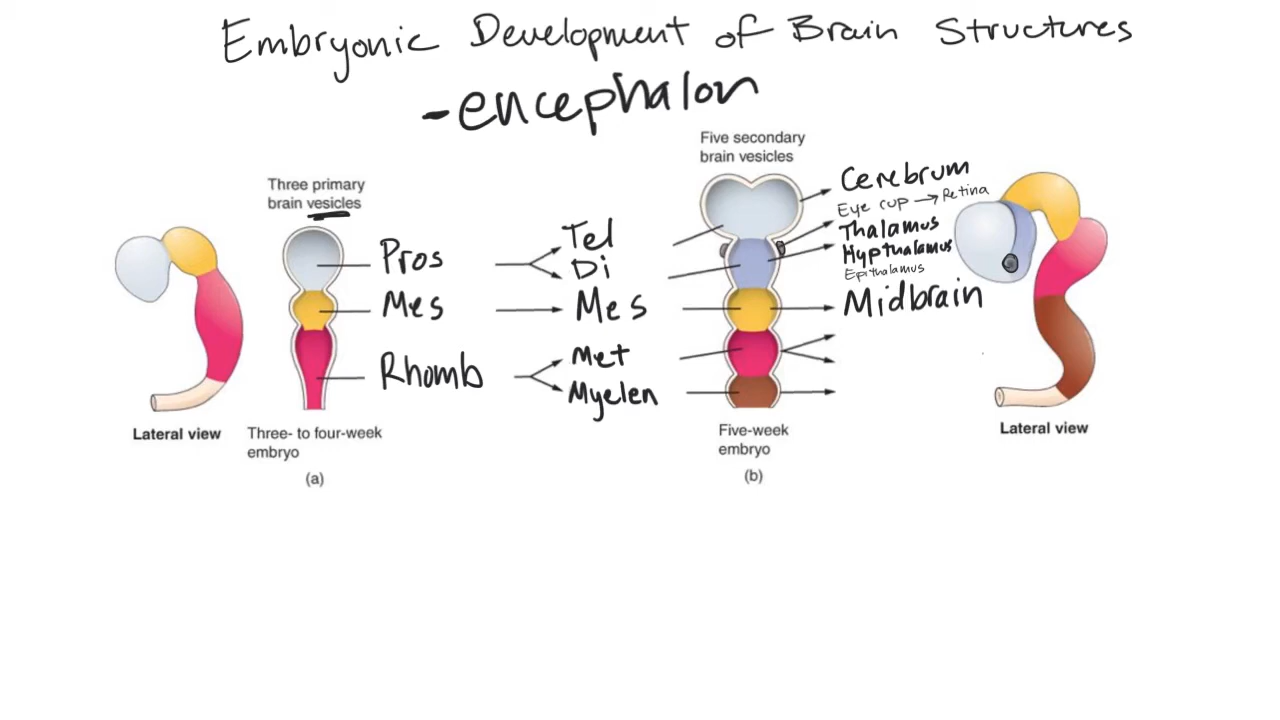 Embryonic Development of Brain Structures
-encephalon
Three primary
brain vesicles
Five secondary
brain vesicles
Pros
Mes
Rhomb
Tel
Di
Mes
Met
Myelen
Cerebrum
Eye cup → Retina
Thalamus
Hypthalamus
Epithalamus
Midbrain
Lateral view
Three- to four-week
embryo
(a)
Five-week
embryo
(b)
Lateral view